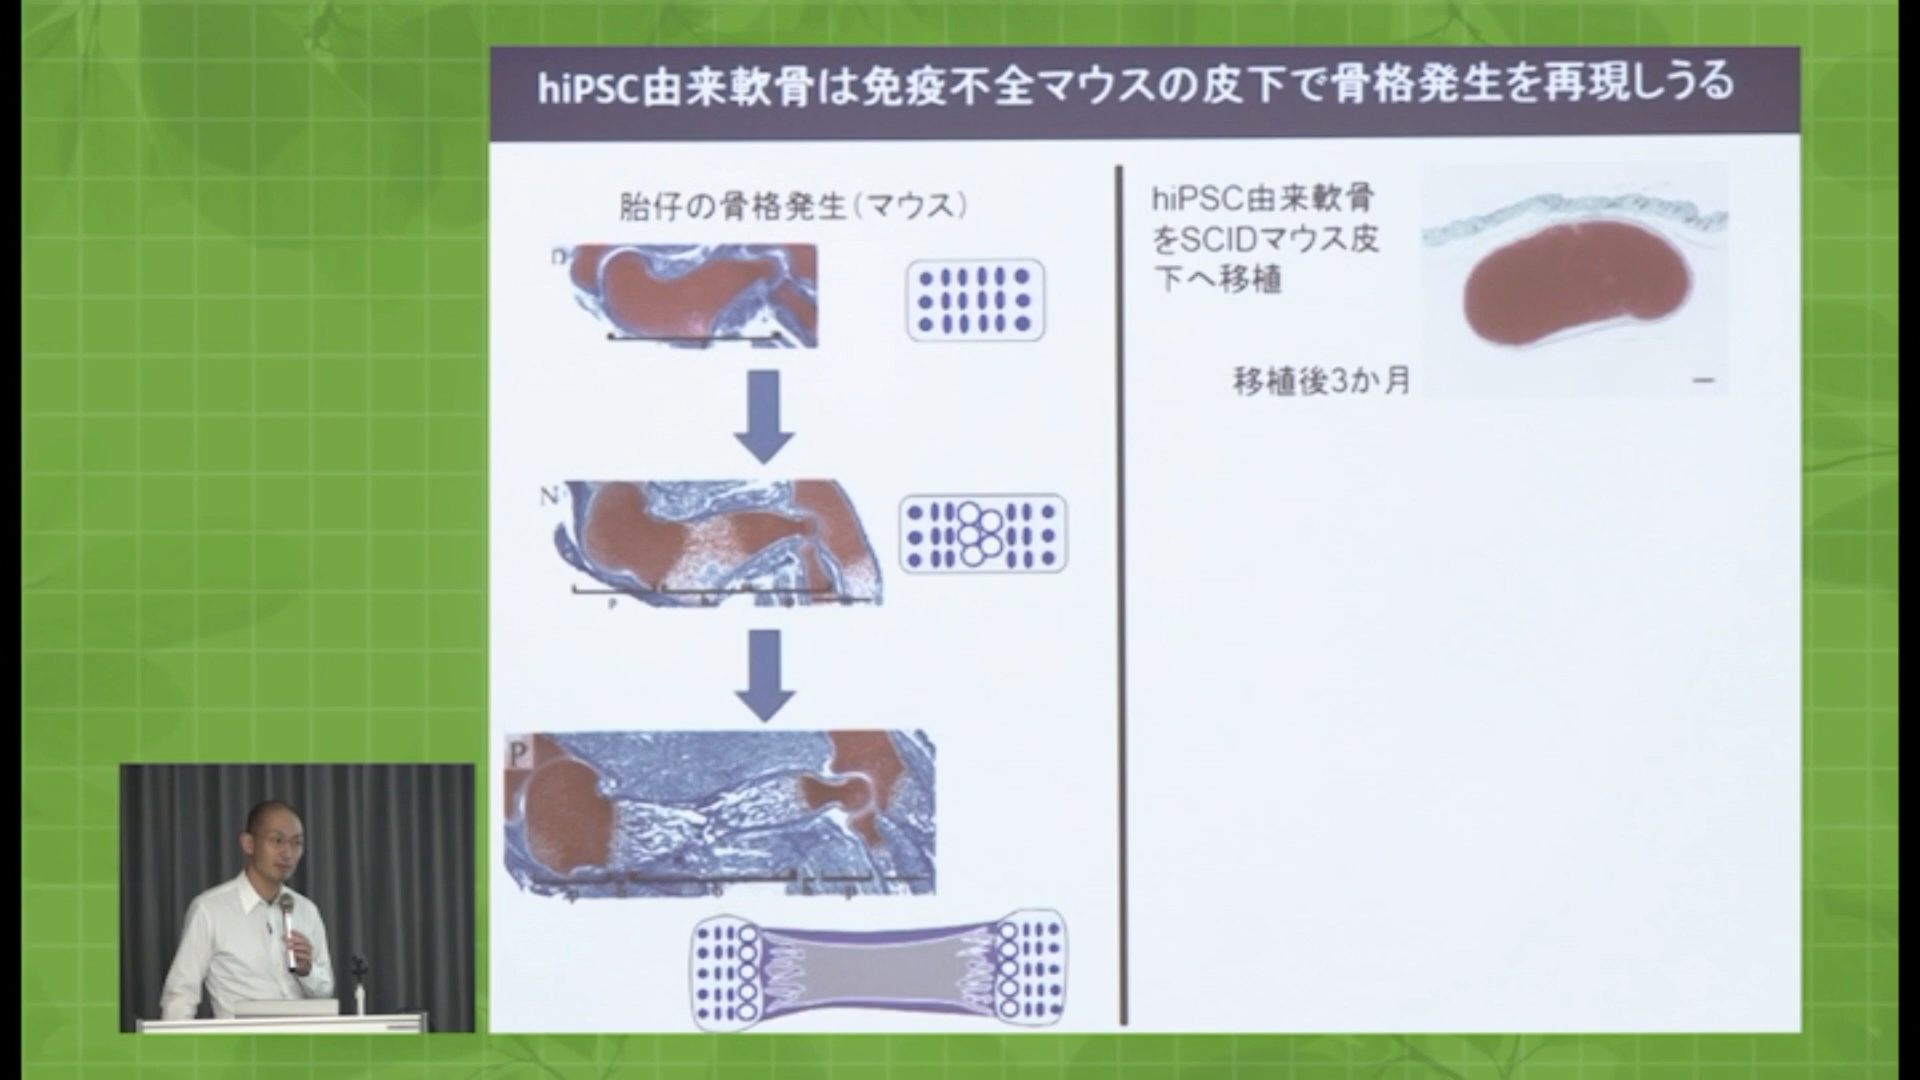 hiPSC由来軟骨は免疫不全マウスの皮下で骨格発生を再現しうる
胎仔の骨格発生(マウス)
D
N
P
P
hiPSC由来軟骨
をSCIDマウス皮
下へ移植
移植後3か月